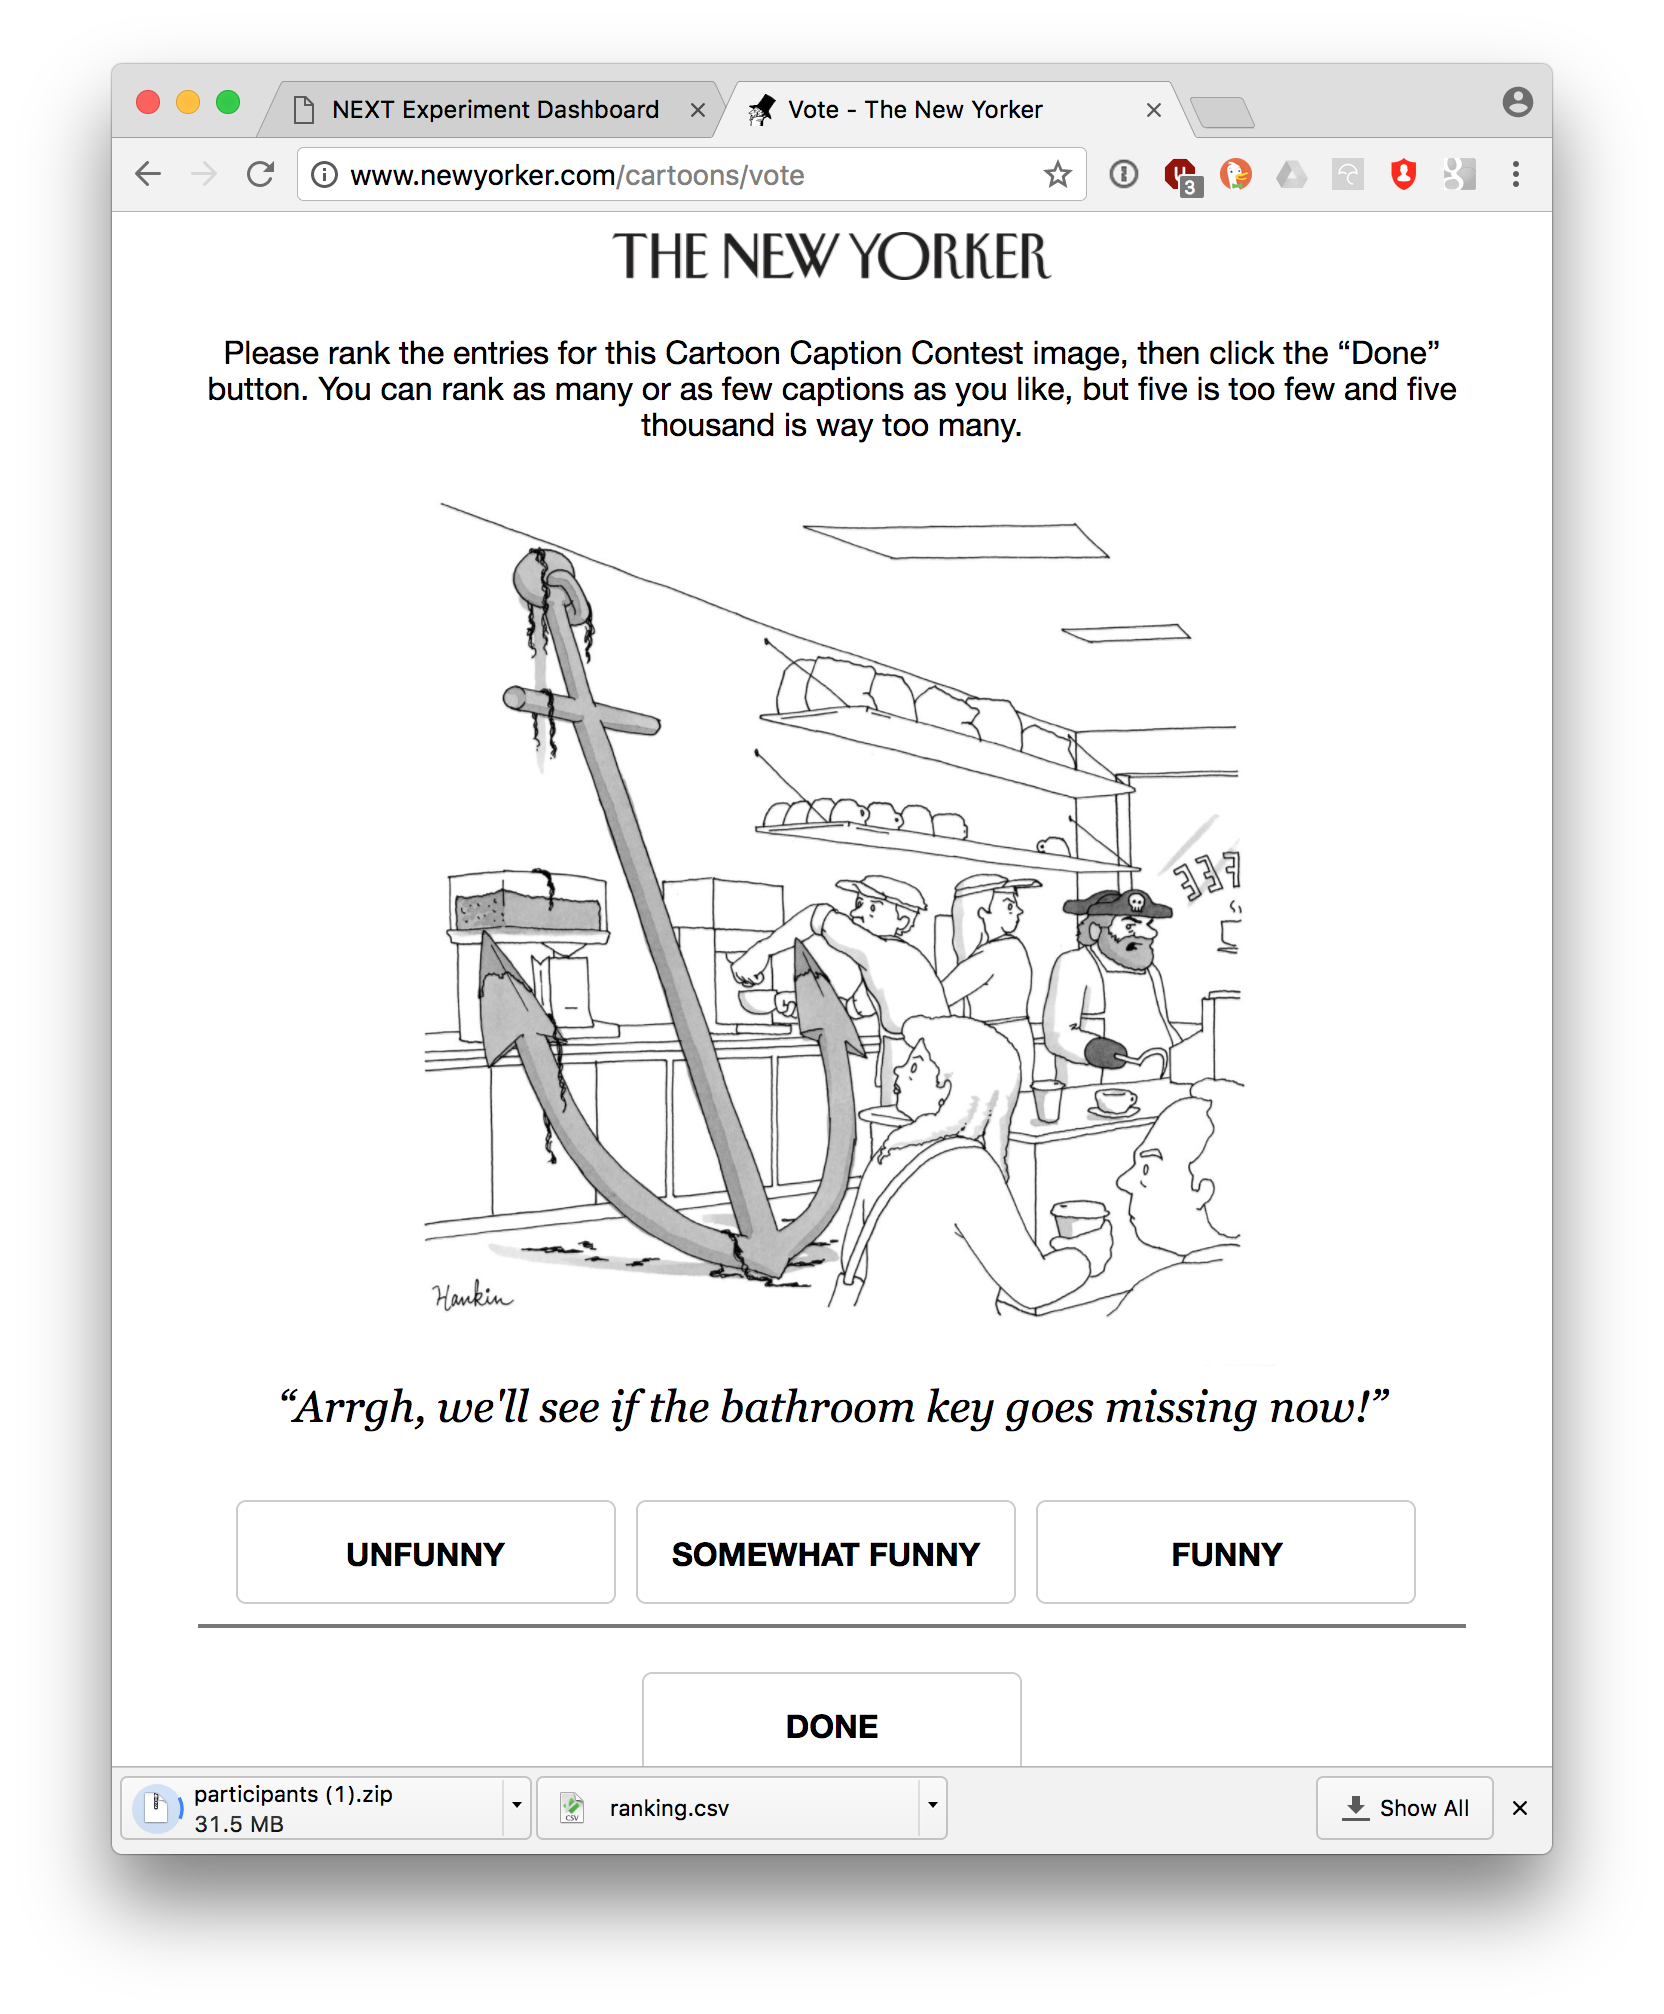 NEXT Experiment Dashboard
Vote - The New Yorker
www.newyorker.com/cartoons/vote
3
THE NEW YORKER
Please rank the entries for this Cartoon Caption Contest image, then click the “Done”
button. You can rank as many or as few captions as you like, but five is too few and five
thousand is way too many.
FEE
Hankin
“Arrgh, we'll see if the bathroom key goes missing now!”
UNFUNNY
SOMEWHAT FUNNY
FUNNY
DONE
participants (1).zip
31.5 MB
CSV
ranking.csv
Show All